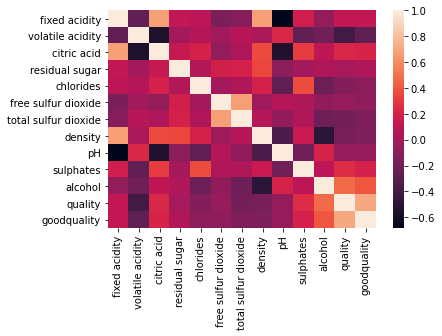 fixed acidity
volatile acidity
citric acid
residual sugar
chlorides
free sulfur dioxide
total sulfur dioxide
density
pH
sulphates
alcohol
quality
goodquality
fixed acidity
volatile acidity
citric acid
residual sugar
chlorides
free sulfur dioxide
total sulfur dioxide
density
pH
sulphates
alcohol
quality
goodquality
1.0
0.8
0.6
0.4
0.2
0.0
−0.2
−0.4
−0.6